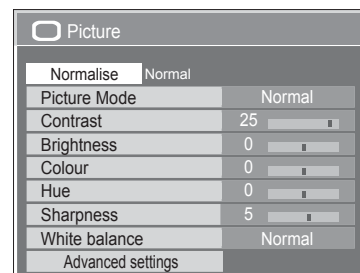 Picture
Normalise Normal
Picture Mode Normal
Contrast 25
Brightness 0
Colour 0
Hue 0
Sharpness 5
White balance Normal
Advanced settings